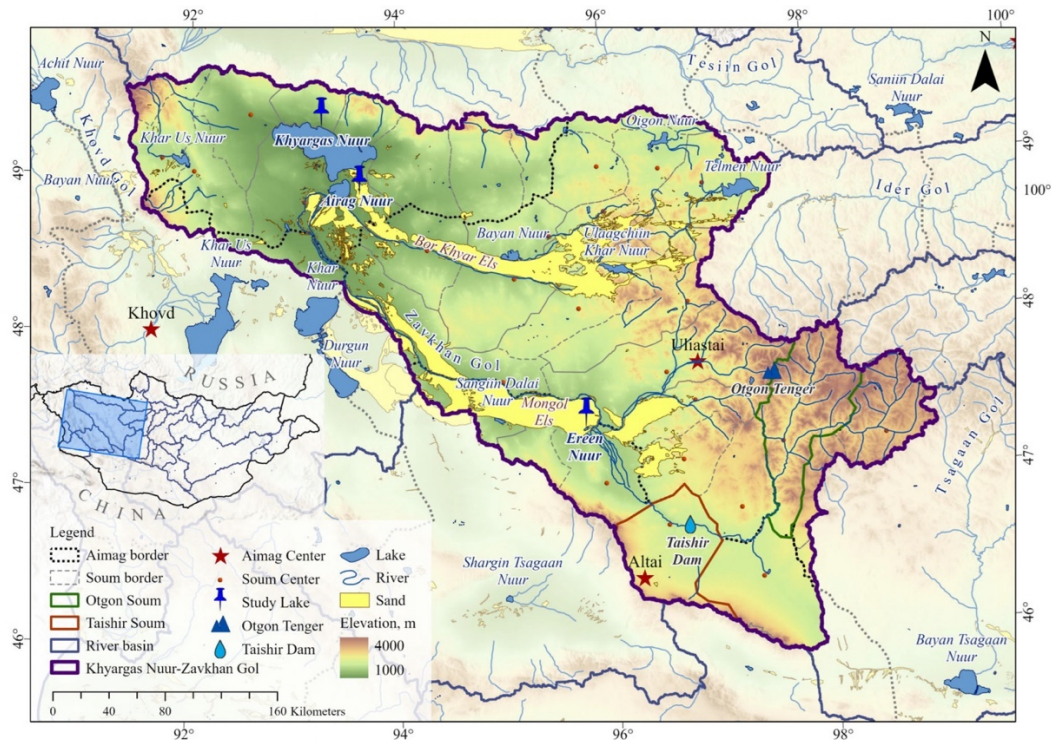 92°
94°
96°
98°
100°
N
Achit Nuur
Tesiin Gol
Saniin Dalai
Nuur
Khovd Gol
Khar Us Nuur
Khyargas Nuur
Otgon Nuur
49°
49°
Bayan Nuur
Telmen Nuur
Ider Gol
100°
Airag Nuur
Khar Us
Nuur
Bor Khyar Els
Bayan Nuur
Ulaagchiin
Khar Nuur
Khar
Nuur
48°
48°
Khovd
Zavkhan Gol
Uliastai
Durgun
Nuur
Otgon Tenger
Sangiin Dalai
Nuur
Mongol
Els
Ereen
Nuur
Tsagaan Gol
RUSSIA
CHINA
47°
47°
Taishir
Dam
Altai
Shargin Tsagaan
Nuur
46°
46°
Bayan Tsagaan
Nuur
Legend
Aimag border
Soum border
Otgon Soum
Taishir Soum
River basin
Khyargas Nuur-Zavkhan Gol
Aimag Center
Soum Center
Study Lake
Otgon Tenger
Taishir Dam
Lake
River
Sand
Elevation, m
4000
1000
0 40 80 160 Kilometers
92°
94°
96°
98°